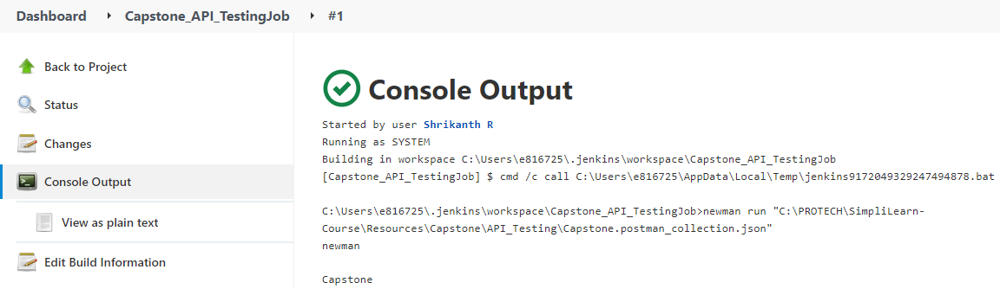 Dashboard Capstone_API_TestingJob #1
Back to Project
Status
Changes
Console Output
View as plain text
Edit Build Information
Console Output
Started by user Shrikanth R
Running as SYSTEM
Building in workspace C:\Users\e816725\.jenkins\workspace\Capstone_API_TestingJob
[Capstone_API_TestingJob] $ cmd /c call C:\Users\e816725\AppData\Local\Temp\jenkins9172049329247494878.bat
C:\Users\e816725\.jenkins\workspace\Capstone_API_TestingJob>newman run "C:\PROTECH\SimpliLearn-
Course\Resources\Capstone\API_Testing\Capstone.postman_collection.json"
newman
Capstone